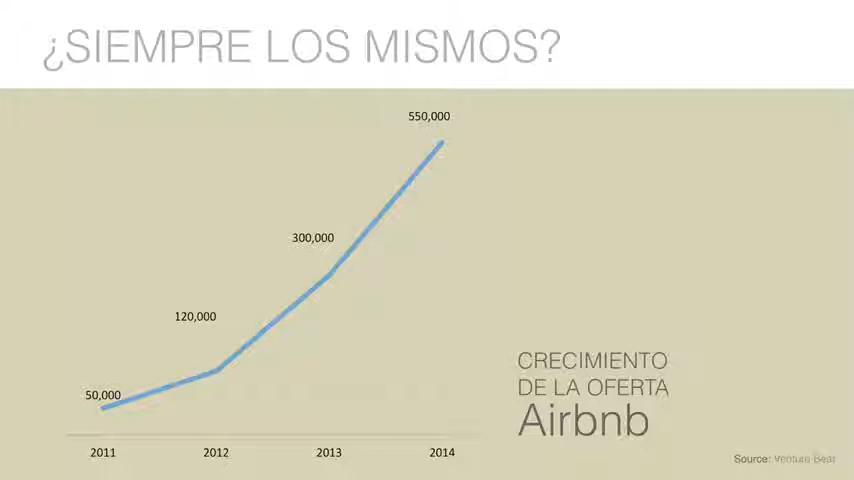 ¿SIEMPRE LOS MISMOS?
550,000
300,000
120,000
50,000
2011 2012 2013 2014
CRECIMIENTO
DE LA OFERTA
Airbnb
Source: Venture Beat